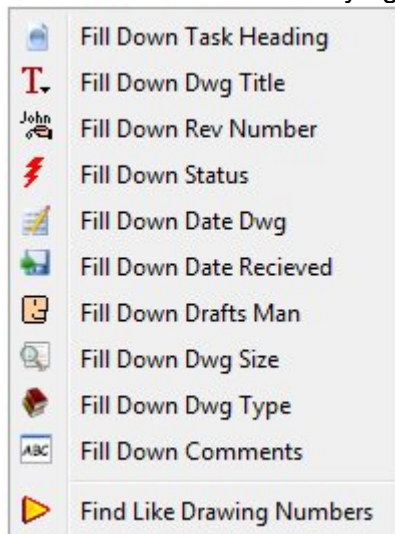 Fill Down Task Heading
T. Fill Down Dwg Title
John Fill Down Rev Number
Fill Down Status
Fill Down Date Dwg
Fill Down Date Recieved
Fill Down Drafts Man
Fill Down Dwg Size
Fill Down Dwg Type
ABC Fill Down Comments
Find Like Drawing Numbers